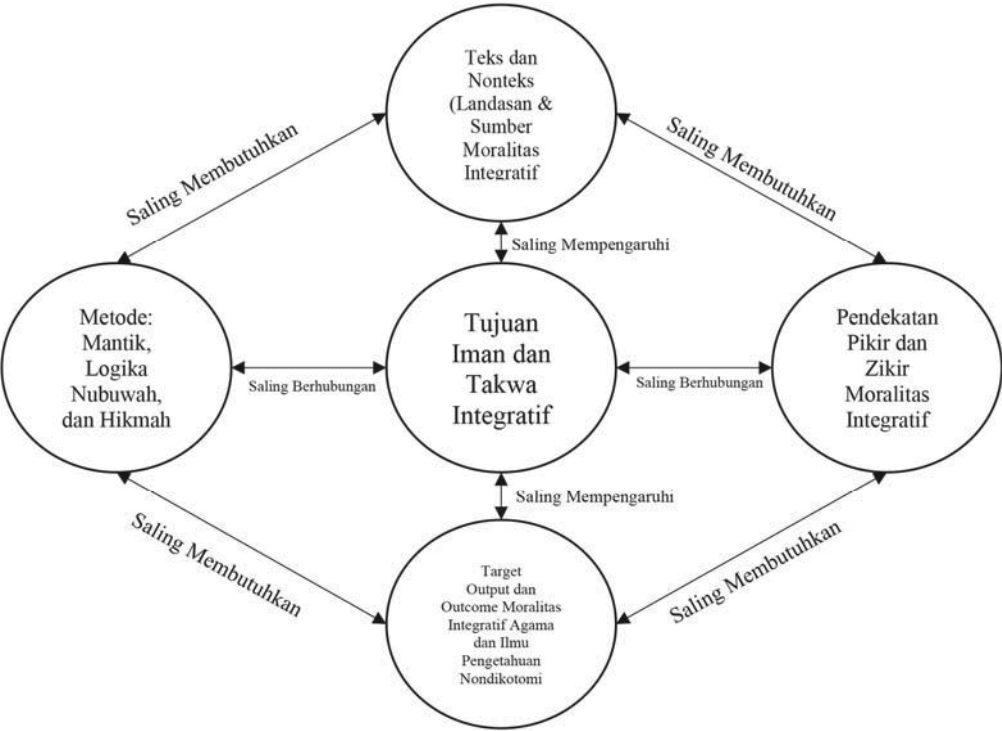 Teks dan
Nonteks
(Landasan &
Sumber
Moralitas
Integratif
Saling Membutuhkan
Saling Membutuhkan
Saling Mempengaruhi
Metode:
Mantik,
Logika
Nubuwah,
dan Hikmah
Saling Berhubungan
Tujuan
Iman dan
Takwa
Integratif
Saling Berhubungan
Pendekatan
Pikir dan
Zikir
Moralitas
Integratif
Saling Mempengaruhi
Saling Membutuhkan
Saling Membutuhkan
Target
Output dan
Outcome Moralitas
Integratif Agama
dan Ilmu
Pengetahuan
Nondikotomi